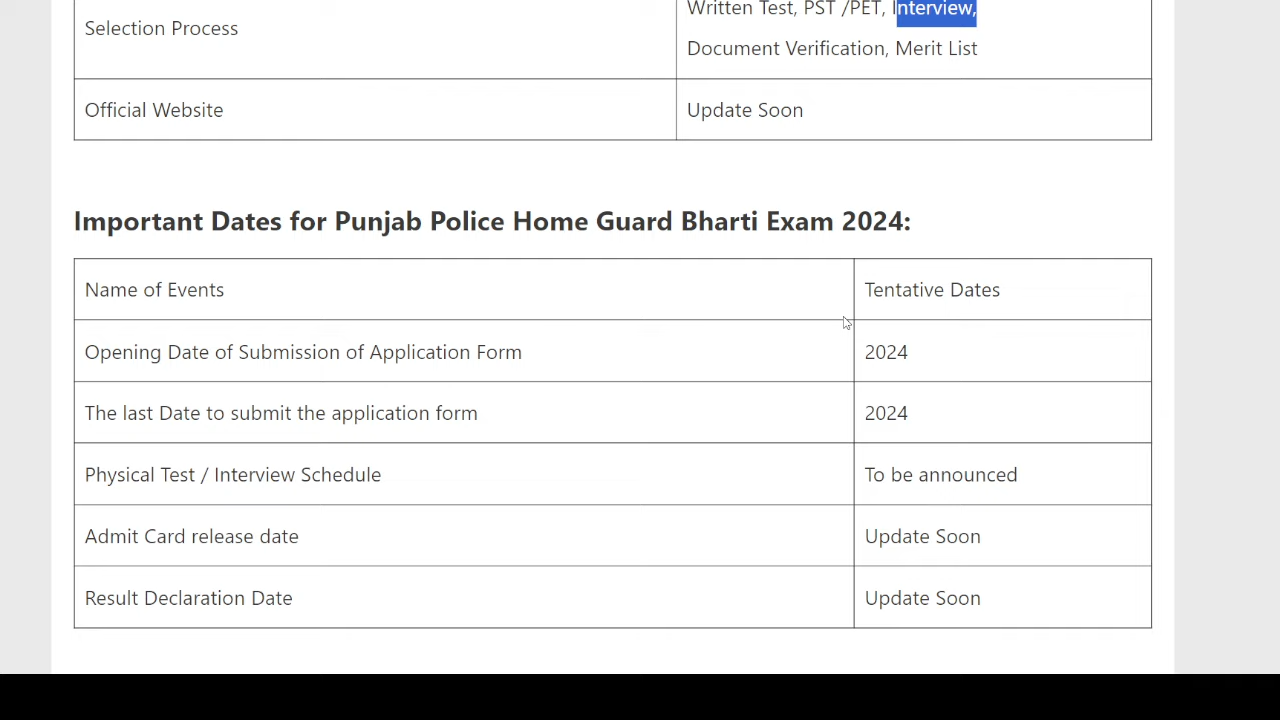 Written Test, PST /PET, Interview,
Selection Process
Document Verification, Merit List
Official Website Update Soon
Important Dates for Punjab Police Home Guard Bharti Exam 2024:
Name of Events Tentative Dates
Opening Date of Submission of Application Form 2024
The last Date to submit the application form 2024
Physical Test / Interview Schedule To be announced
Admit Card release date Update Soon
Result Declaration Date Update Soon